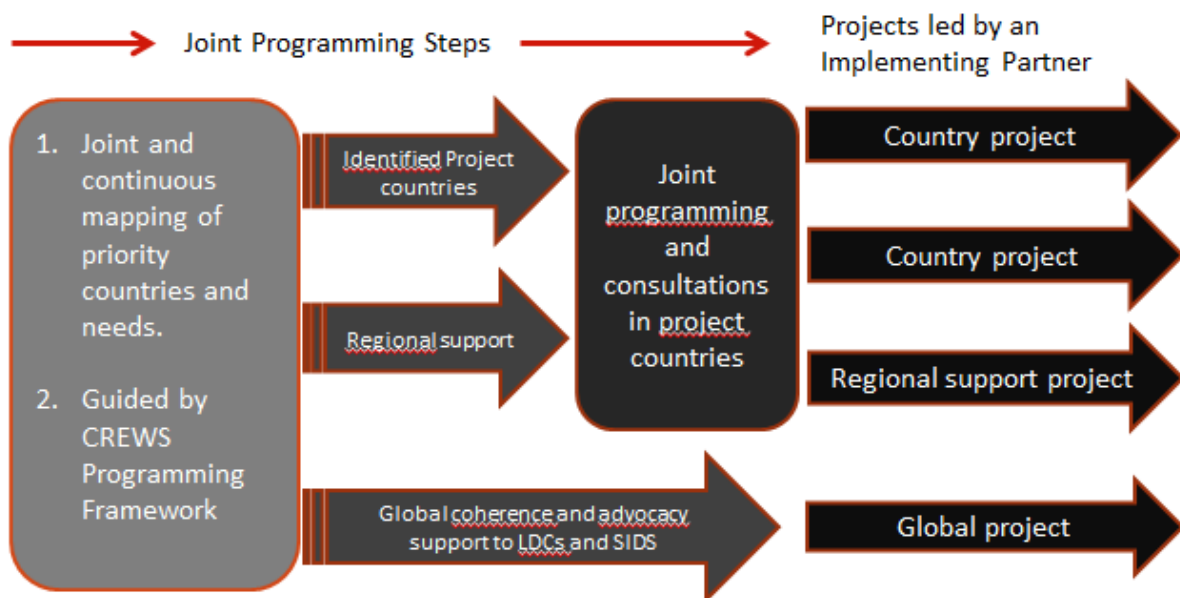 Joint Programming Steps
Projects led by an
Implementing Partner
1. Joint and
continuous
mapping of
priority
countries and
needs.
2. Guided by
CREWS
Programming
Framework
Identified Project
countries
Regional support
Global coherence and advocacy
support to LDCs and SIDS
Joint
programming
and
consultations
in project
countries
Country project
Country project
Regional support project
Global project